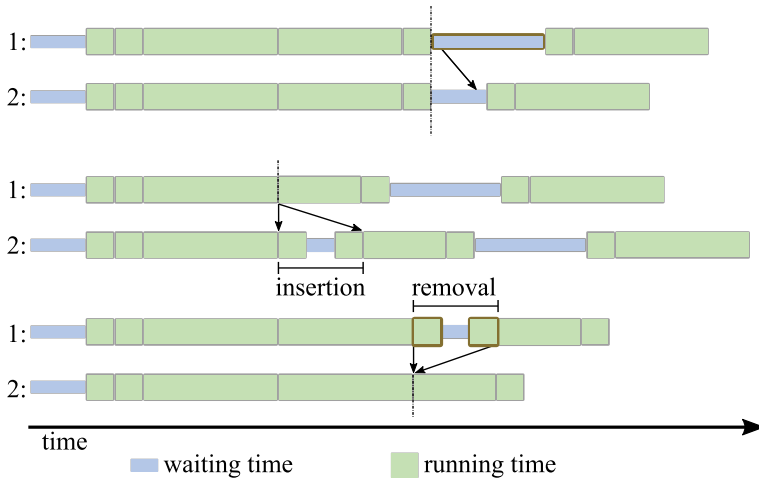 1:
2:
1:
2:
insertion
removal
1:
2:
time
waiting time
running time